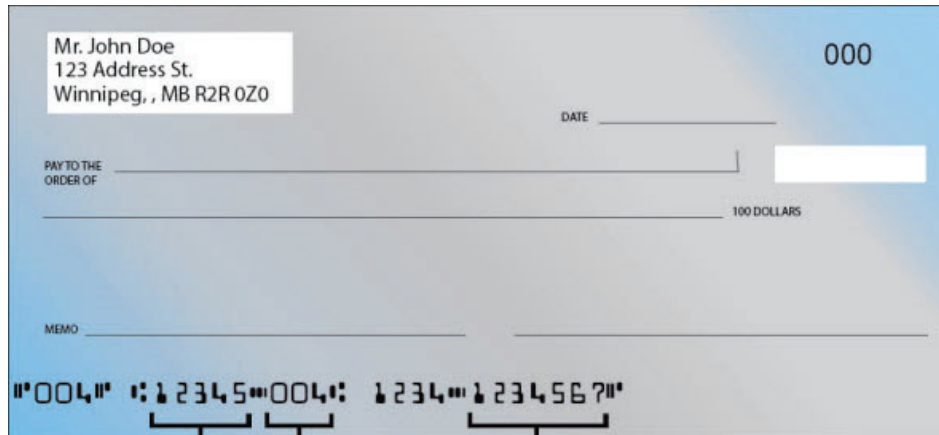 Mr. John Doe
123 Address St.
Winnipeg, , MB R2R 0Z0
000
DATE
PAY TO THE
ORDER OF
100 DOLLARS
MEMO
⑈004⑈ ⑆12345⑉004⑆ 1234⑉1234567⑈